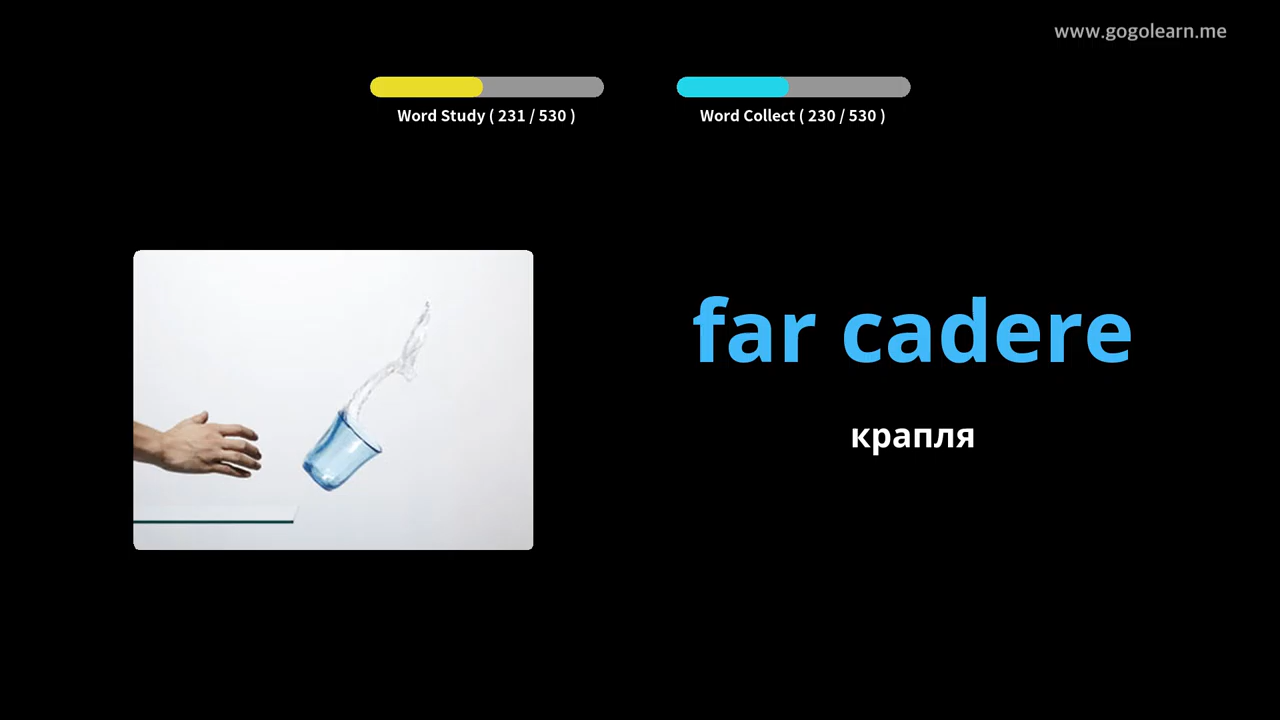 www.gogolearn.me
Word Study ( 231 / 530 )
Word Collect ( 230 / 530 )
far cadere
крапля